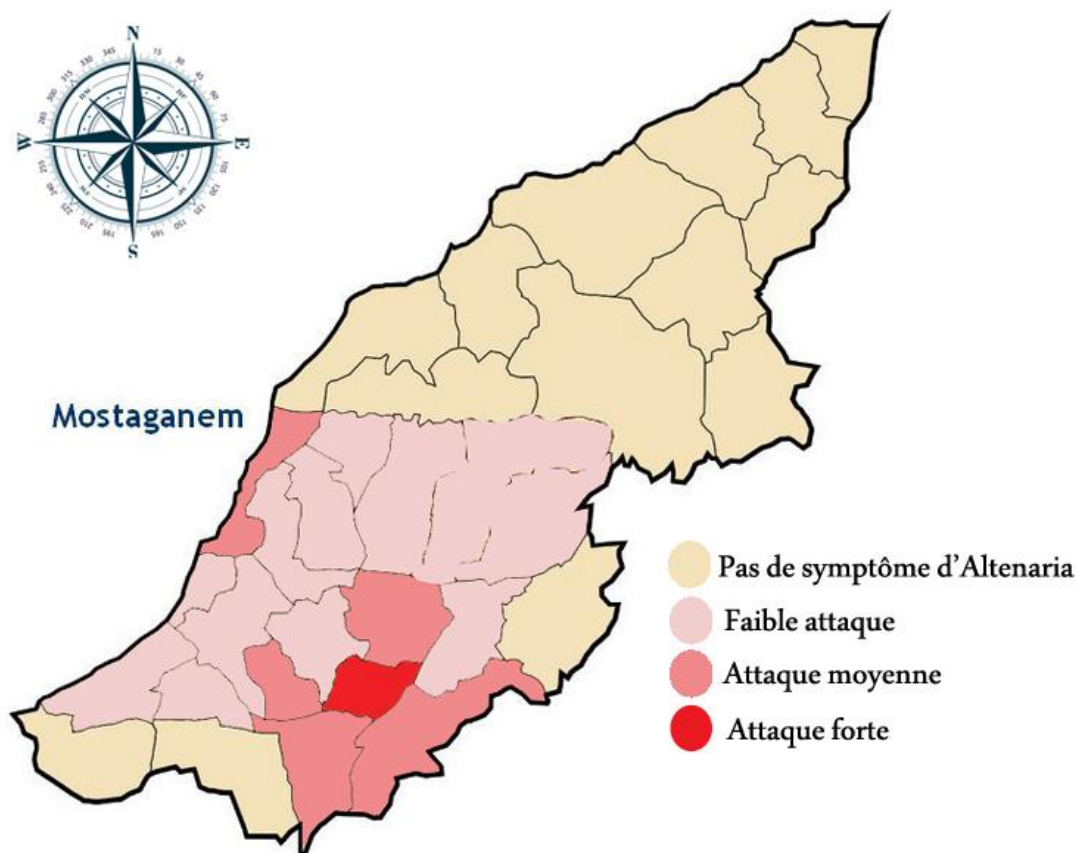 N
W
E
S
Mostaganem
Pas de symptôme d'Altenaria
Faible attaque
Attaque moyenne
Attaque forte